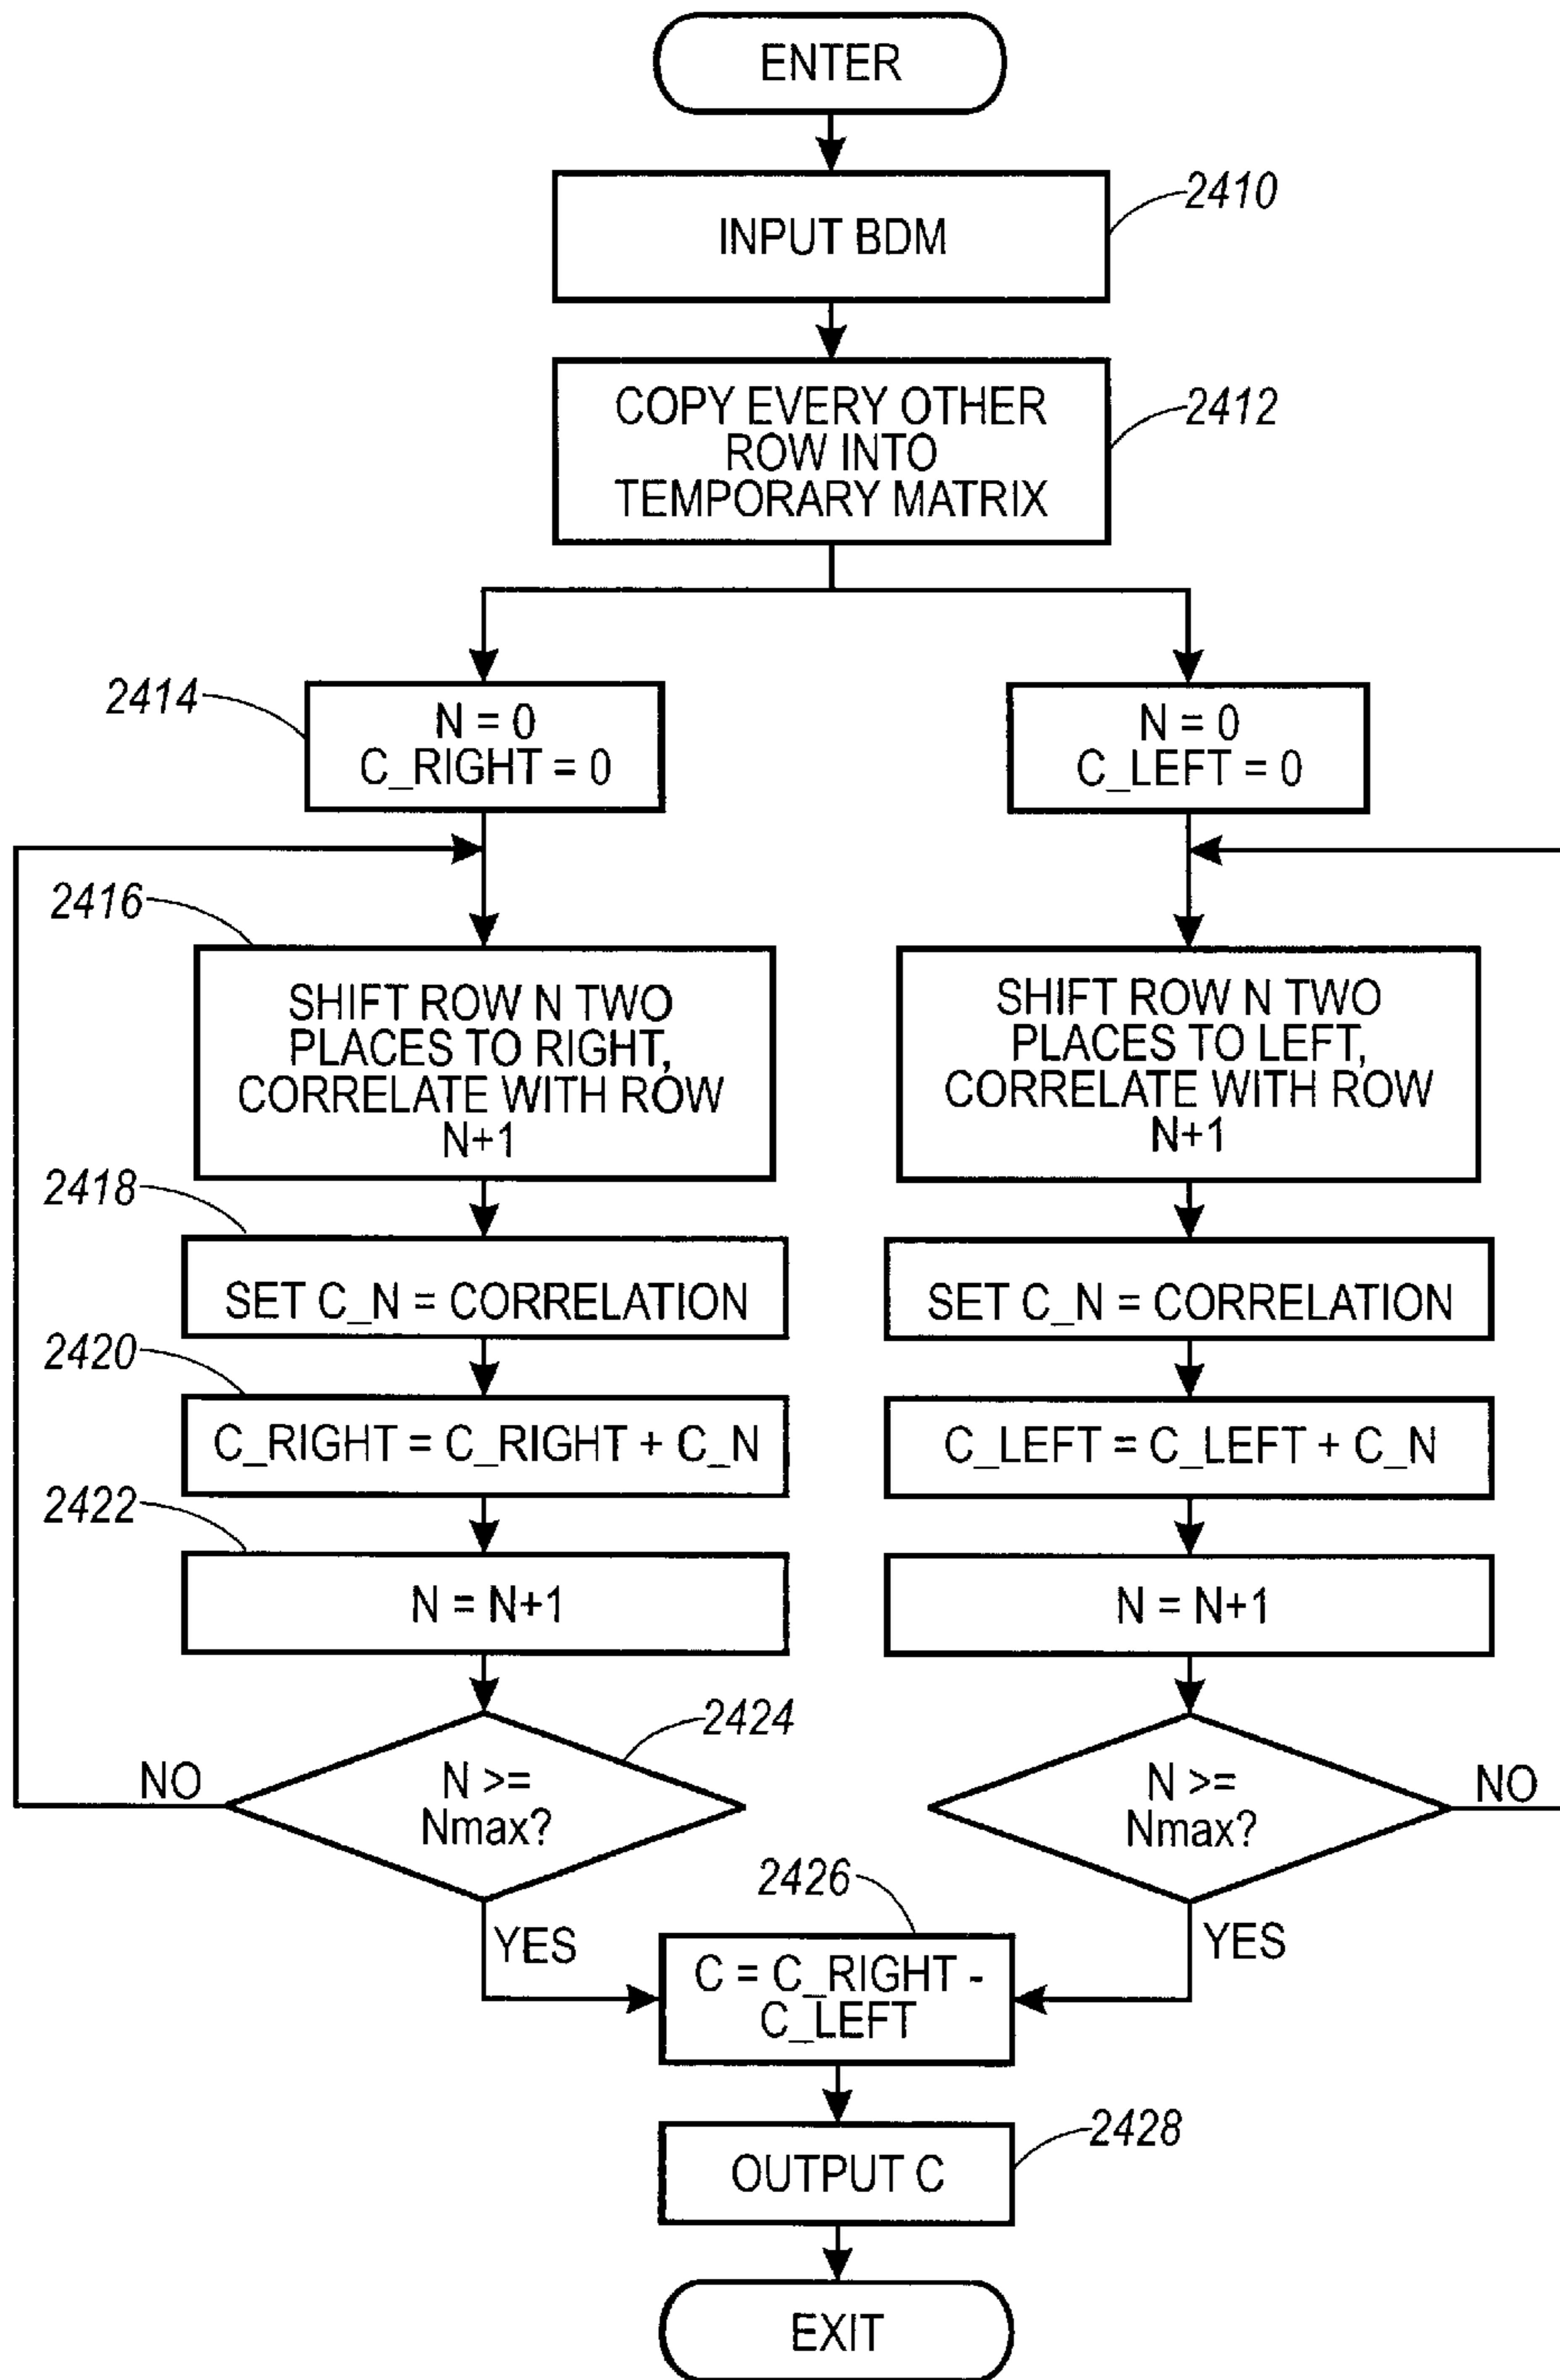 ENTER
INPUT BDM
2410
COPY EVERY OTHER
ROW INTO
TEMPORARY MATRIX
2412
2414
N = 0
C_RIGHT = 0
N = 0
C_LEFT = 0
2416
SHIFT ROW N TWO
PLACES TO RIGHT,
CORRELATE WITH ROW
N+1
SHIFT ROW N TWO
PLACES TO LEFT,
CORRELATE WITH ROW
N+1
2418
SET C_N = CORRELATION
SET C_N = CORRELATION
2420
C_RIGHT = C_RIGHT + C_N
C_LEFT = C_LEFT + C_N
2422
N = N+1
N = N+1
2424
NO
N >=
Nmax?
N >=
Nmax?
NO
2426
YES
C = C_RIGHT -
C_LEFT
YES
2428
OUTPUT C
EXIT